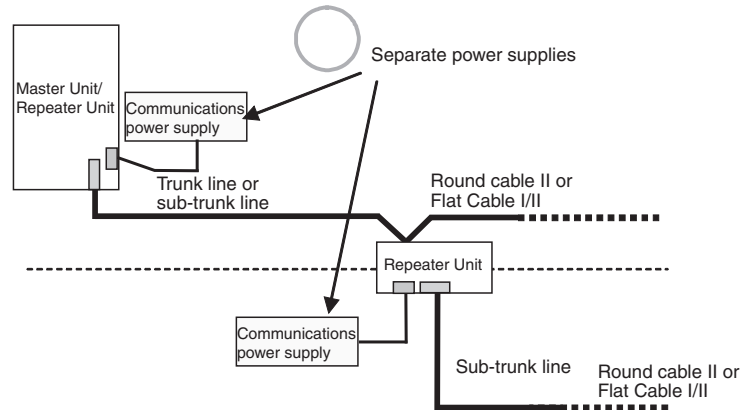 Separate power supplies
Master Unit/
Repeater Unit
Communications
power supply
Trunk line or
sub-trunk line
Round cable II or
Flat Cable I/II
Repeater Unit
Communications
power supply
Sub-trunk line
Round cable II or
Flat Cable I/II